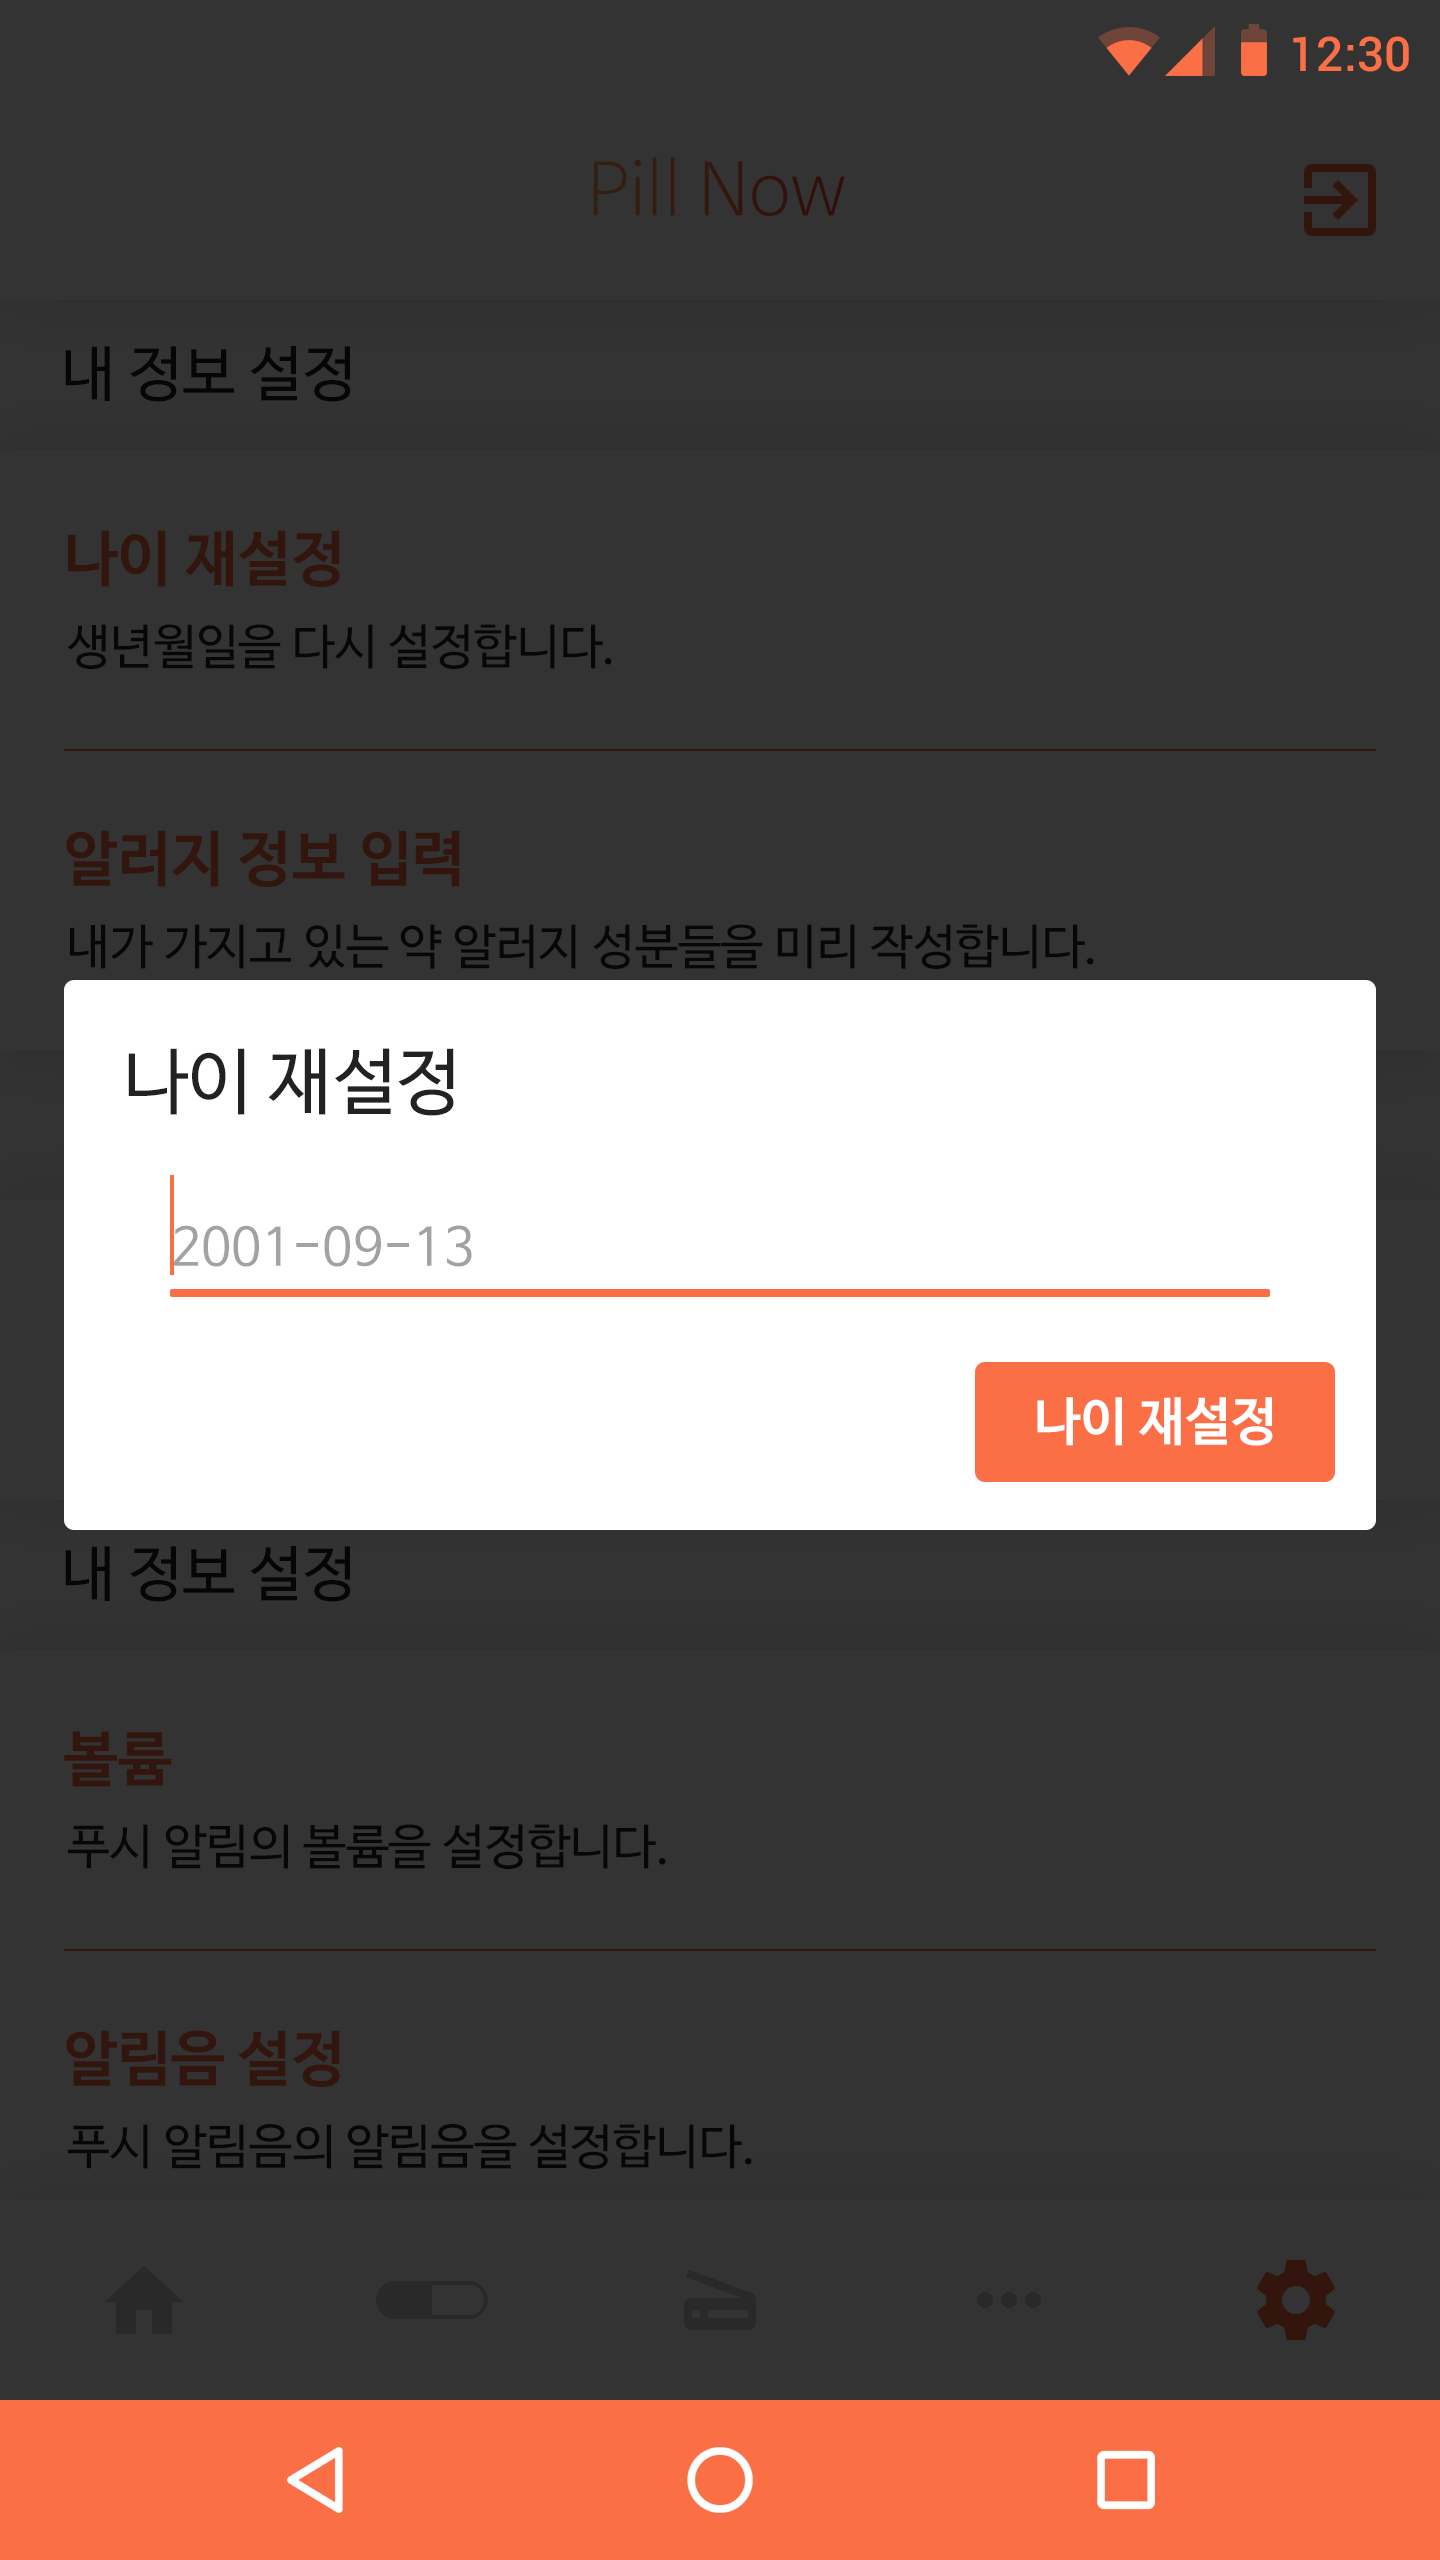 12:30
Pill Now
내 정보 설정
나이 재설정
생년월일을 다시 설정합니다.
알러지 정보 입력
내가 가지고 있는 약 알러지 성분들을 미리 작성합니다.
나이 재설정
2001-09-13
나이 재설정
내 정보 설정
볼륨
푸시 알림의 볼륨을 설정합니다.
알림음 설정
푸시 알림음의 알림음을 설정합니다.